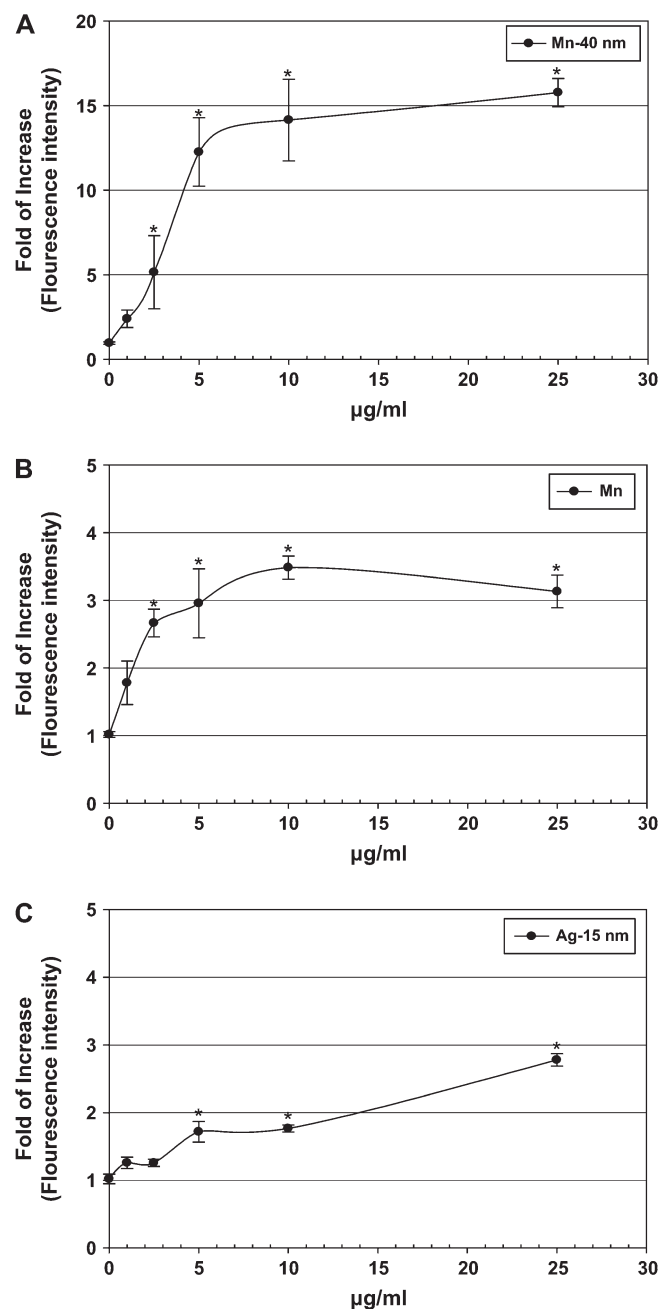 A
Mn-40 nm
Fold of Increase
(Flourescence intensity)
20
15
10
5
0
0 5 10 15 20 25 30
µg/ml
*
*
*
*
B
Mn
Fold of Increase
(Flourescence intensity)
5
4
3
2
1
0
0 5 10 15 20 25 30
µg/ml
*
*
*
*
C
Ag-15 nm
Fold of Increase
(Flourescence intensity)
5
4
3
2
1
0
0 5 10 15 20 25 30
µg/ml
*
*
*